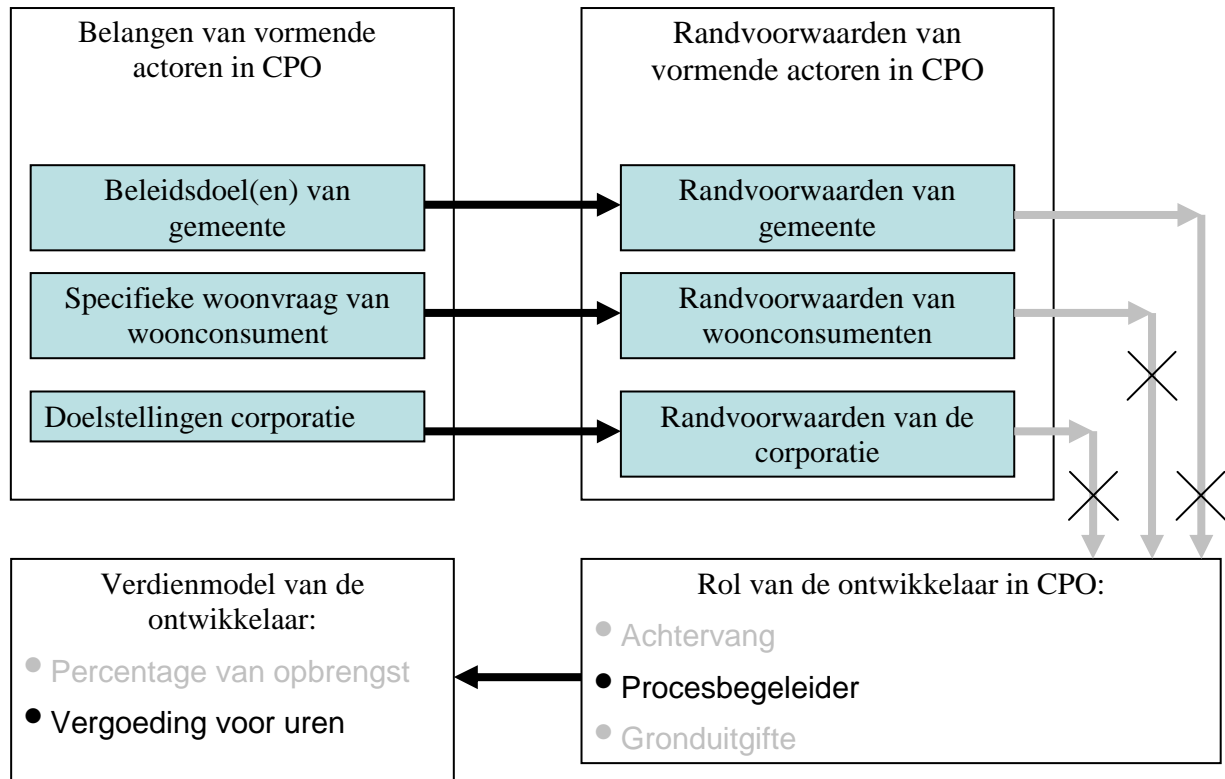 Belangen van vormende
actoren in CPO
Beleidsdoel(en) van
gemeente
Specifieke woonvraag van
woonconsument
Doelstellingen corporatie
Randvoorwaarden van
vormende actoren in CPO
Randvoorwaarden van
gemeente
Randvoorwaarden van
woonconsumenten
Randvoorwaarden van de
corporatie
Verdienmodel van de
ontwikkelaar:
• Percentage van opbrengst
• Vergoeding voor uren
Rol van de ontwikkelaar in CPO:
• Achtervang
• Procesbegeleider
• Gronduitgifte